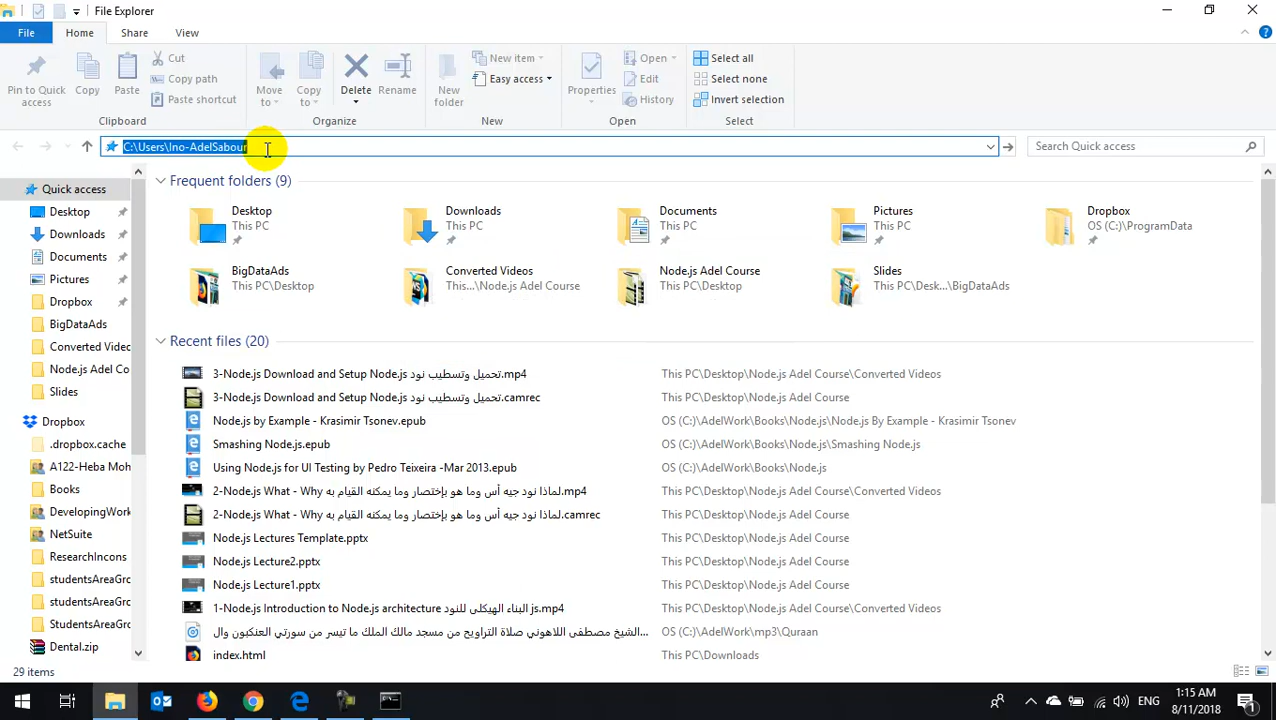 File Explorer
File Home Share View
Pin to Quick access
Copy
Paste
Cut
Copy path
Paste shortcut
Clipboard
Move to
Copy to
Delete
Rename
Organize
New folder
New item
Easy access
New
Properties
Open
Edit
History
Open
Select all
Select none
Invert selection
Select
C:\Users\Ino-AdelSabour
Search Quick access
Quick access
Desktop
Downloads
Documents
Pictures
Dropbox
BigDataAds
Converted Videc
Node.js Adel Co
Slides
Dropbox
.dropbox.cache
A122-Heba Moh
Books
DevelopingWork
NetSuite
ResearchIncons
studentsAreaGro
studentsAreaGro
StudentsAreaGro
Dental.zip
Frequent folders (9)
Desktop
This PC
Downloads
This PC
Documents
This PC
Pictures
This PC
Dropbox
OS (C:)\ProgramData
BigDataAds
This PC\Desktop
Converted Videos
This...\Node.js Adel Course
Node.js Adel Course
This PC\Desktop
Slides
This PC\Desk...\BigDataAds
Recent files (20)
3-Node.js Download and Setup Node.js تحميل وتسطيب نود.mp4 This PC\Desktop\Node.js Adel Course\Converted Videos
3-Node.js Download and Setup Node.js تحميل وتسطيب نود.camrec This PC\Desktop\Node.js Adel Course
Node.js by Example - Krasimir Tsonev.epub OS (C:)\AdelWork\Books\Node.js\Node.js By Example - Krasimir Tsonev
Smashing Node.js.epub OS (C:)\AdelWork\Books\Node.js\Smashing Node.js
Using Node.js for UI Testing by Pedro Teixeira -Mar 2013.epub OS (C:)\AdelWork\Books\Node.js
2-Node.js What - Why لماذا نود جيه أس وما هو بإختصار وما يمكنه القيام به.mp4 This PC\Desktop\Node.js Adel Course\Converted Videos
2-Node.js What - Why لماذا نود جيه أس وما هو بإختصار وما يمكنه القيام به.camrec This PC\Desktop\Node.js Adel Course
Node.js Lectures Template.pptx This PC\Desktop\Node.js Adel Course
Node.js Lecture2.pptx This PC\Desktop\Node.js Adel Course
Node.js Lecture1.pptx This PC\Desktop\Node.js Adel Course
1-Node.js Introduction to Node.js architecture البناء الهيكلى للنود js.mp4 This PC\Desktop\Node.js Adel Course\Converted Videos
الشيخ مصطفى اللاهوني صلاة التراويح من مسجد مالك الملك ما تيسر من سورتي العنكبون وال... OS (C:)\AdelWork\mp3\Quraan
index.html This PC\Downloads
29 items
ENG
1:15 AM
8/11/2018
1